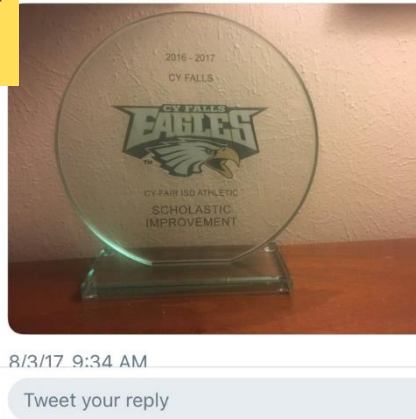 2016 - 2017
CY FALLS
CY FALLS
EAGLES
TM
CY-FAIR ISD ATHLETIC
SCHOLASTIC
IMPROVEMENT
8/3/17 9:34 AM
Tweet your reply